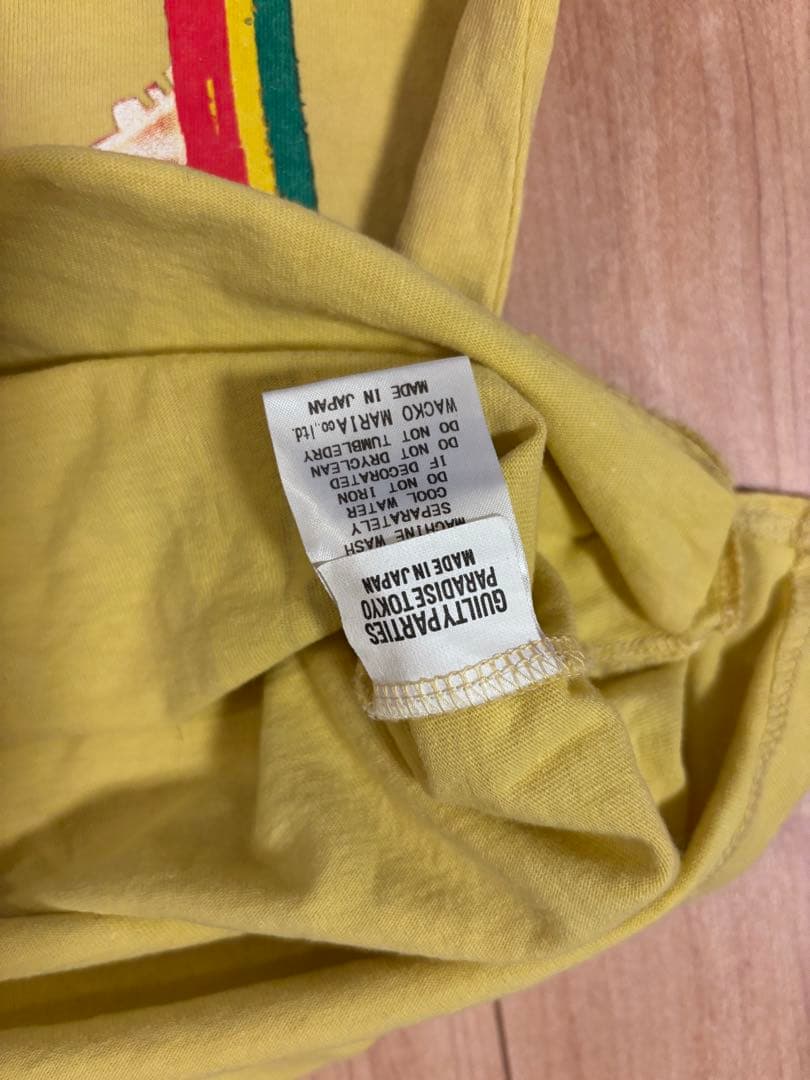 GUILTY PARTIES
PARADISE TOKYO
MADE IN JAPAN
MACHINE WASH
SEPARATELY
COOL WATER
DO NOT IRON
IF DECORATED
DO NOT DRYCLEAN
DO NOT TUMBLEDRY
WACKO MARIA co.,ltd.
MADE IN JAPAN